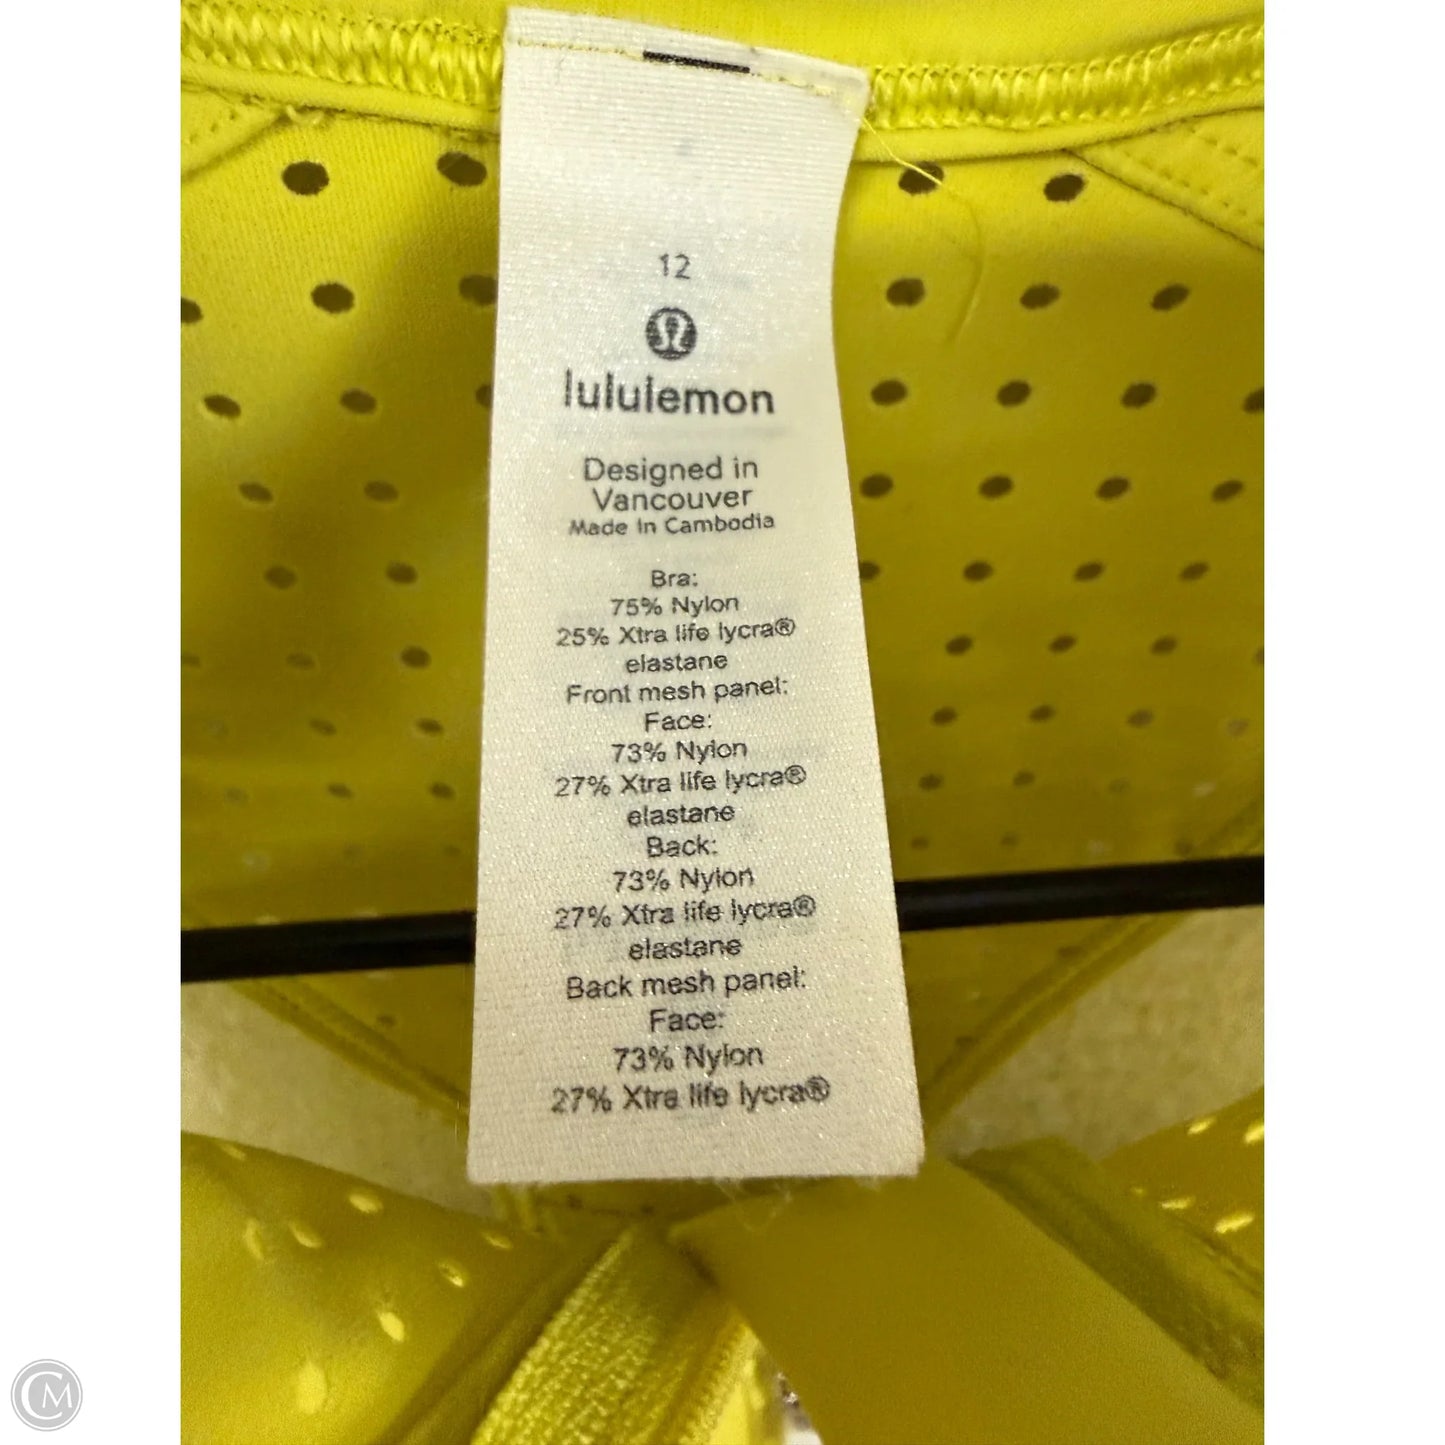 12
lululemon
Designed in
Vancouver
Made in Cambodia
Bra:
75% Nylon
25% Xtra life lycra®
elastane
Front mesh panel:
Face:
73% Nylon
27% Xtra life lycra®
elastane
Back:
73% Nylon
27% Xtra life lycra®
elastane
Back mesh panel:
Face:
73% Nylon
27% Xtra life lycra®
CM